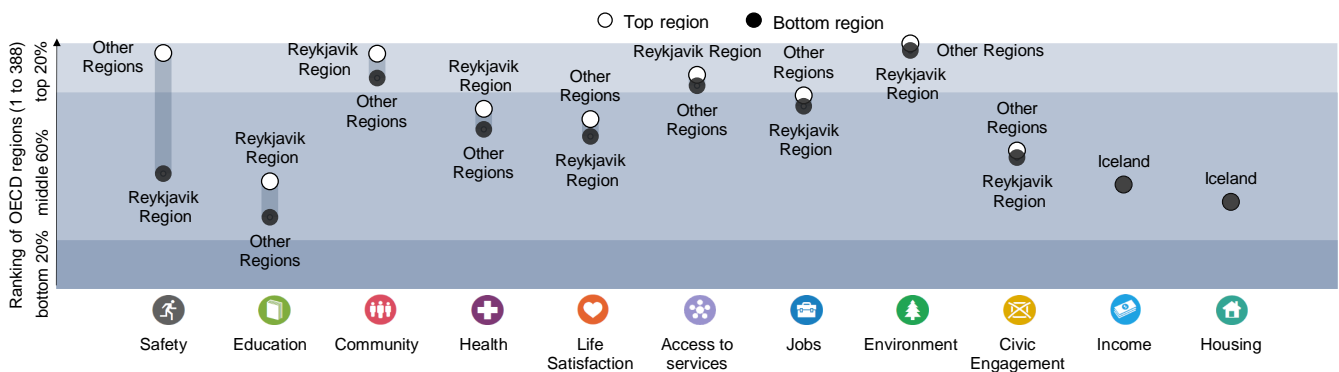 Top region
Bottom region
Ranking of OECD regions (1 to 388)
bottom 20% middle 60% top 20%
Other
Regions
Reykjavik
Region
Reykjavik
Region
Other
Regions
Reykjavik
Region
Other
Regions
Reykjavik
Region
Other
Regions
Other
Regions
Reykjavik
Region
Reykjavik Region
Other
Regions
Other
Regions
Reykjavik
Region
Other Regions
Reykjavik
Region
Other
Regions
Reykjavik
Region
Iceland
Iceland
Safety
Education
Community
Health
Life
Satisfaction
Access to
services
Jobs
Environment
Civic
Engagement
Income
Housing